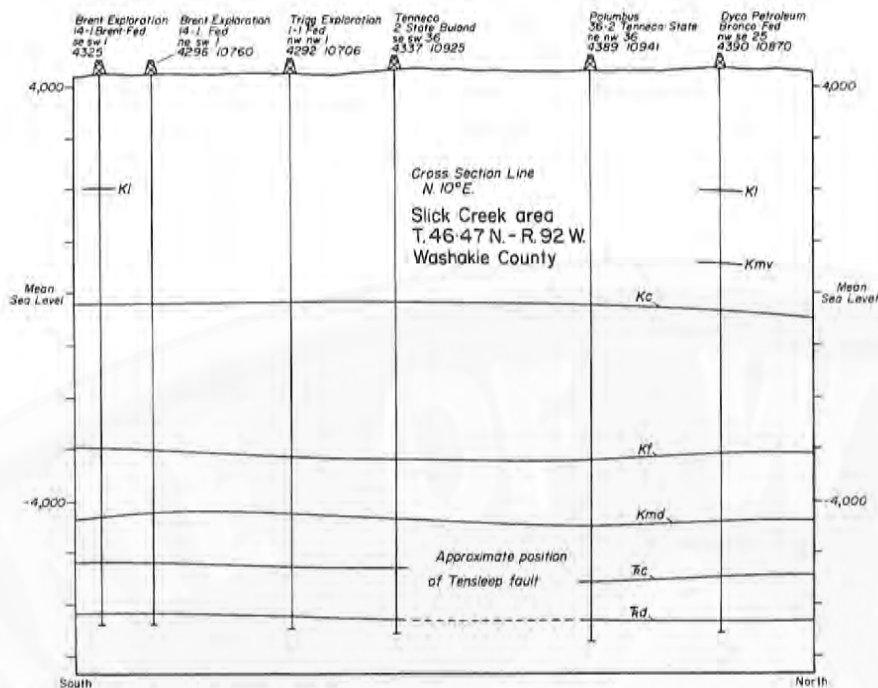 Brent Exploration
14-1 Brent-Fed
se sw 1
4325
Brent Exploration
14-1 Fed
ne sw 1
4296 10760
Trigg Exploration
1-1 Fed
nw nw 1
4292 10706
Tenneco
2 State Buland
se sw 36
4337 10925
Polumbus
36-2 Tenneco-State
ne nw 36
4389 10941
Dyco Petroleum
Bronco Fed
nw se 25
4390 10870
4,000
4,000
Cross Section Line
N. 10° E.
Slick Creek area
T. 46-47 N. - R. 92 W.
Washakie County
Kl
Kl
Kmv
Mean
Sea Level
Mean
Sea Level
Kc
Kf
-4,000
-4,000
Kmd
Approximate position
of Tensleep fault
Ŧc
Ŧd
South
North